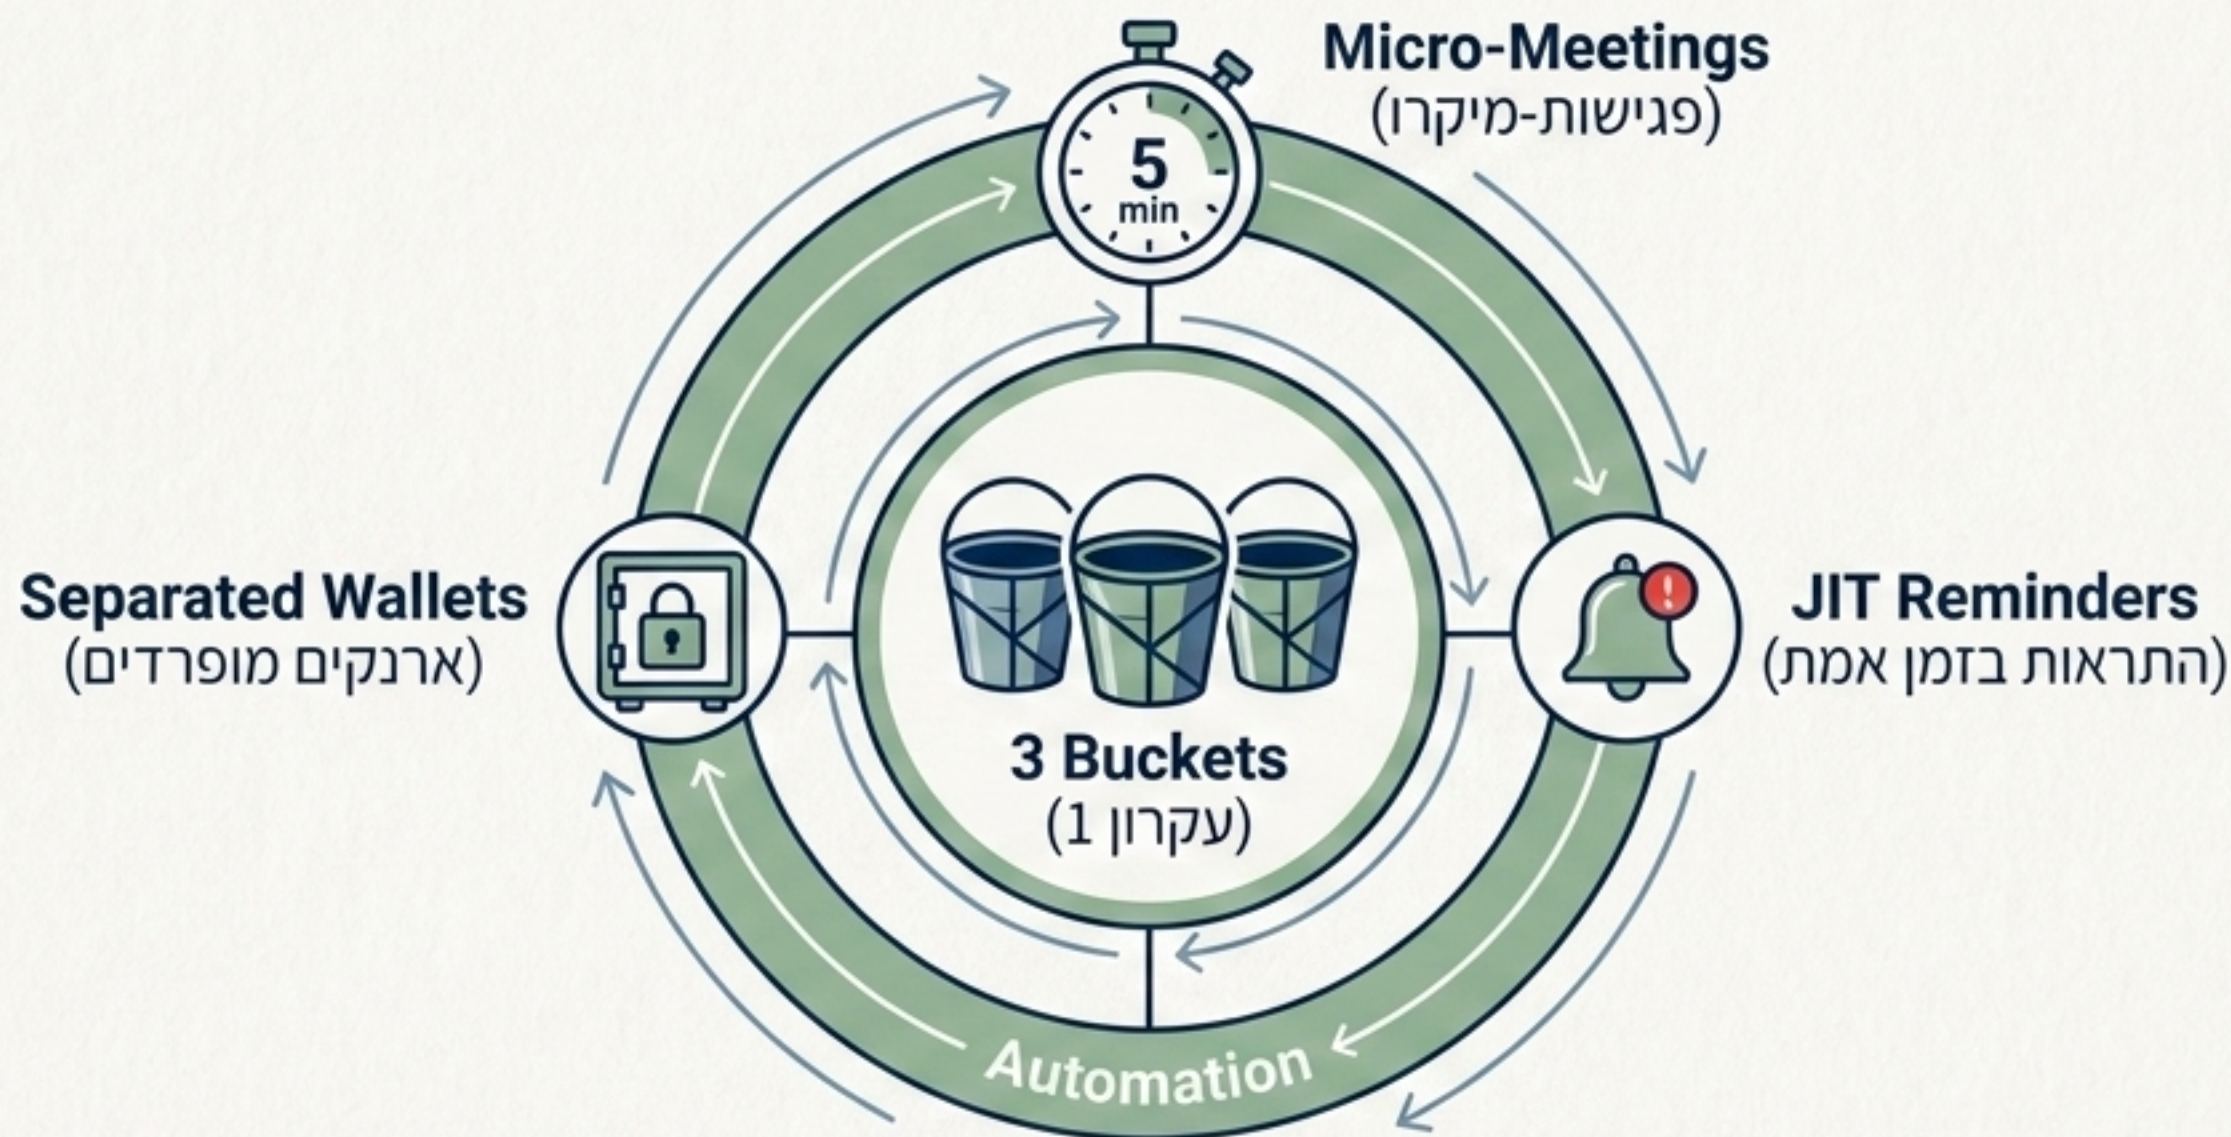 Micro-Meetings
(פגישות-מיקרו)
5
min
Separated Wallets
(ארנקים מופרדים)
JIT Reminders
(התראות בזמן אמת)
3 Buckets
(עקרון 1)
Automation